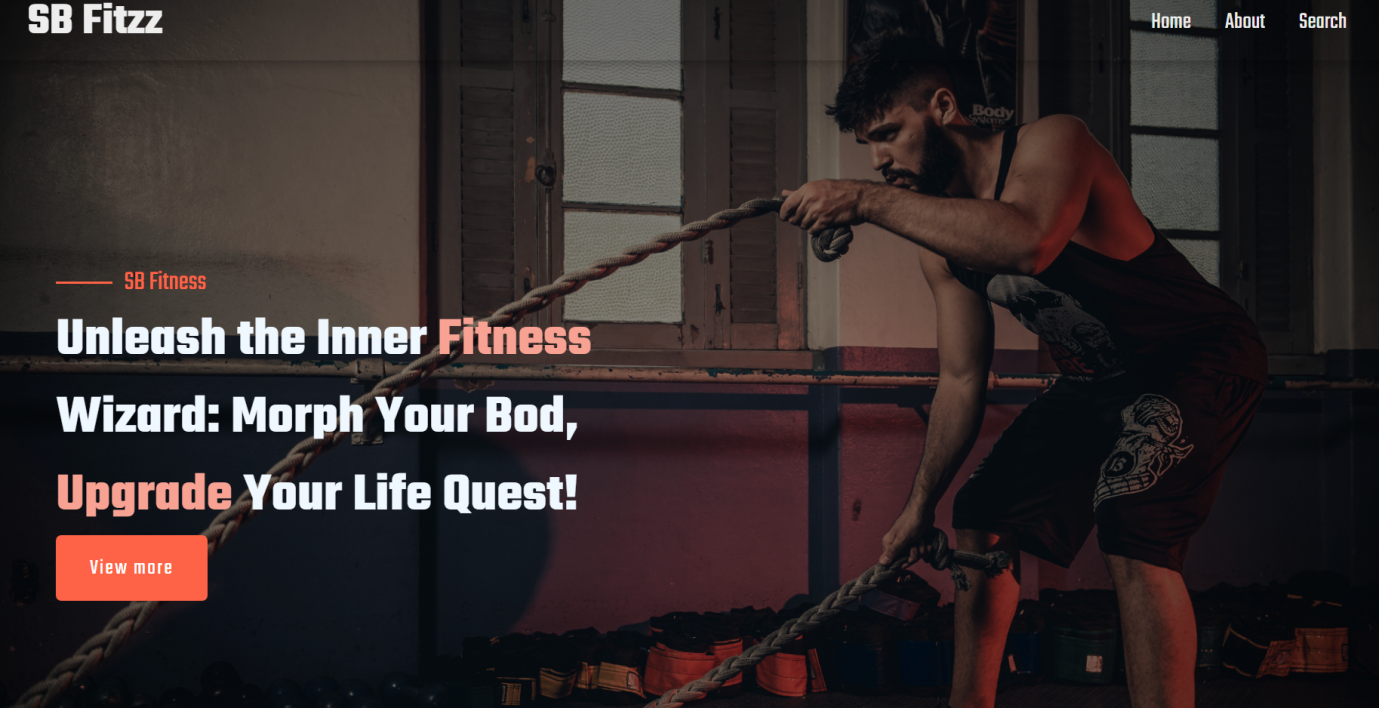 SB Fitzz
Home About Search
Body
SB Fitness
Unleash the Inner Fitness
Wizard: Morph Your Bod,
Upgrade Your Life Quest!
View more